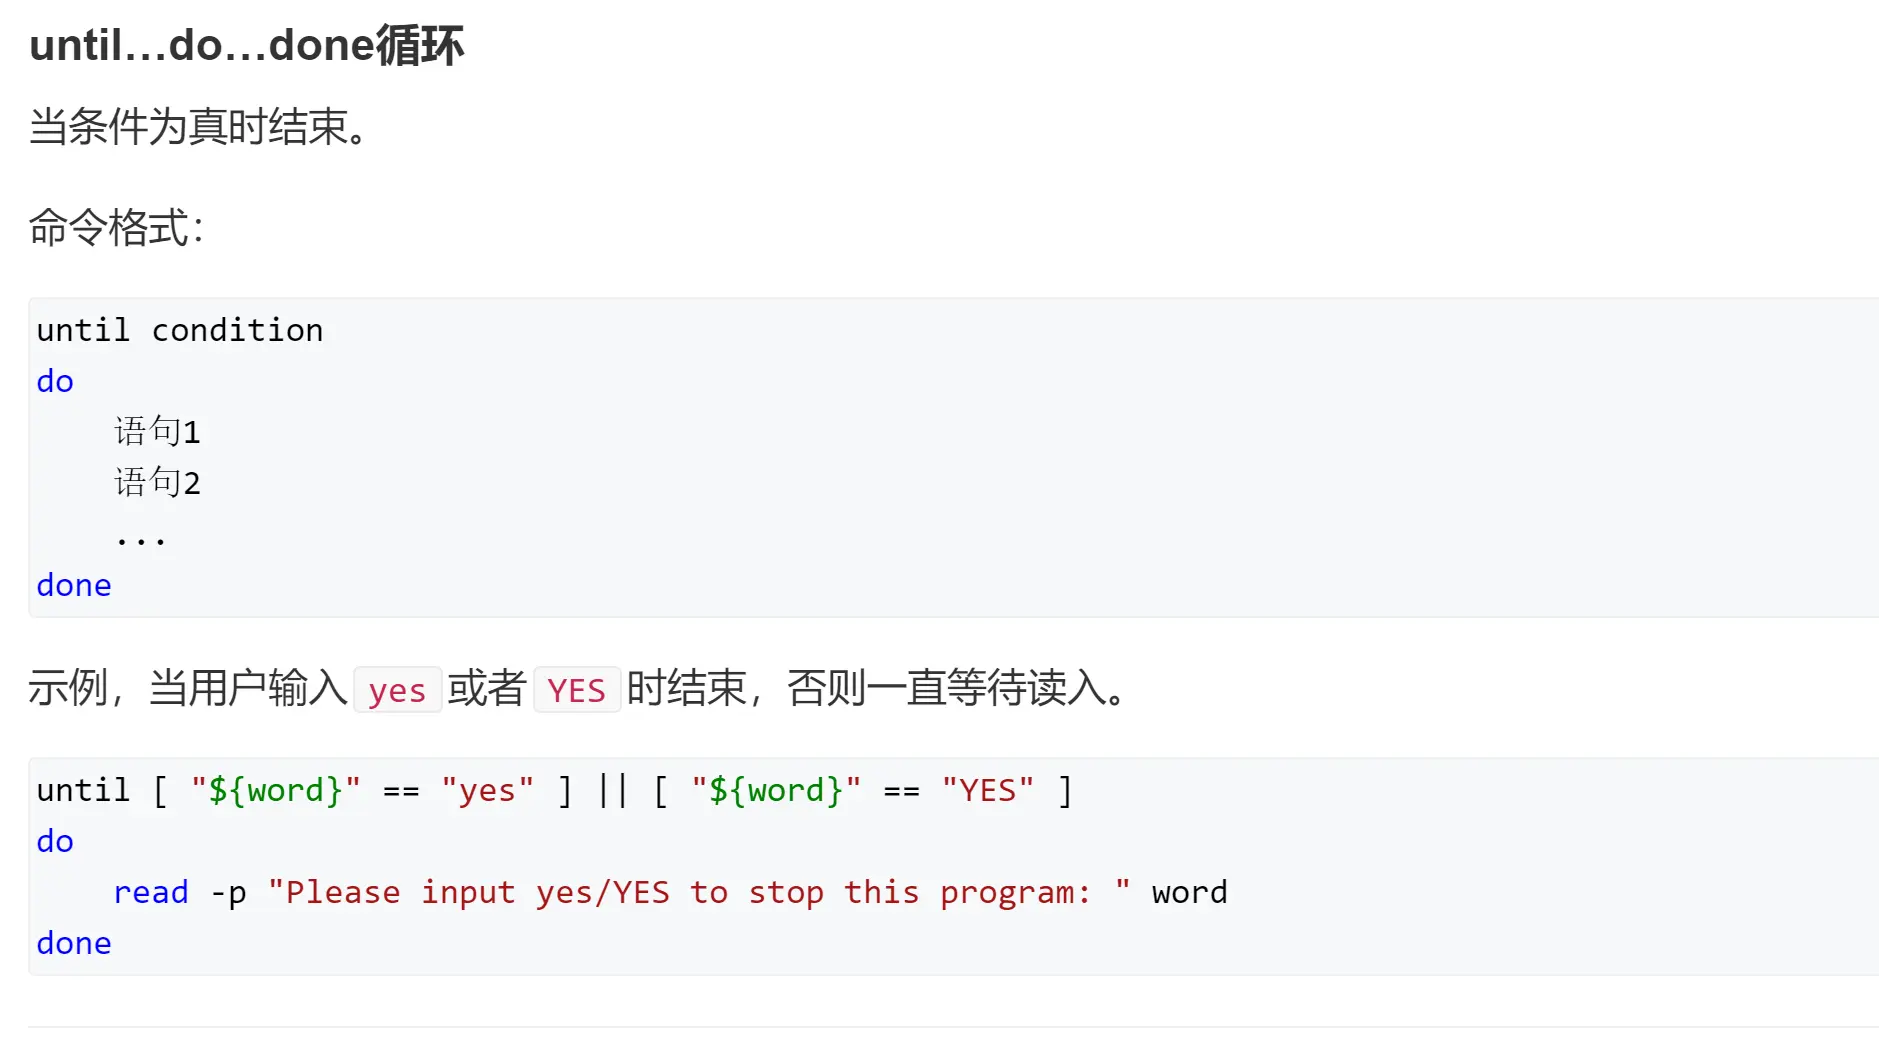 until…do…done循环
当条件为真时结束。
命令格式：
until condition
do
    语句1
    语句2
    ...
done
示例，当用户输入 yes 或者 YES 时结束，否则一直等待读入。
until [ "${word}" == "yes" ] || [ "${word}" == "YES" ]
do
    read -p "Please input yes/YES to stop this program: " word
done